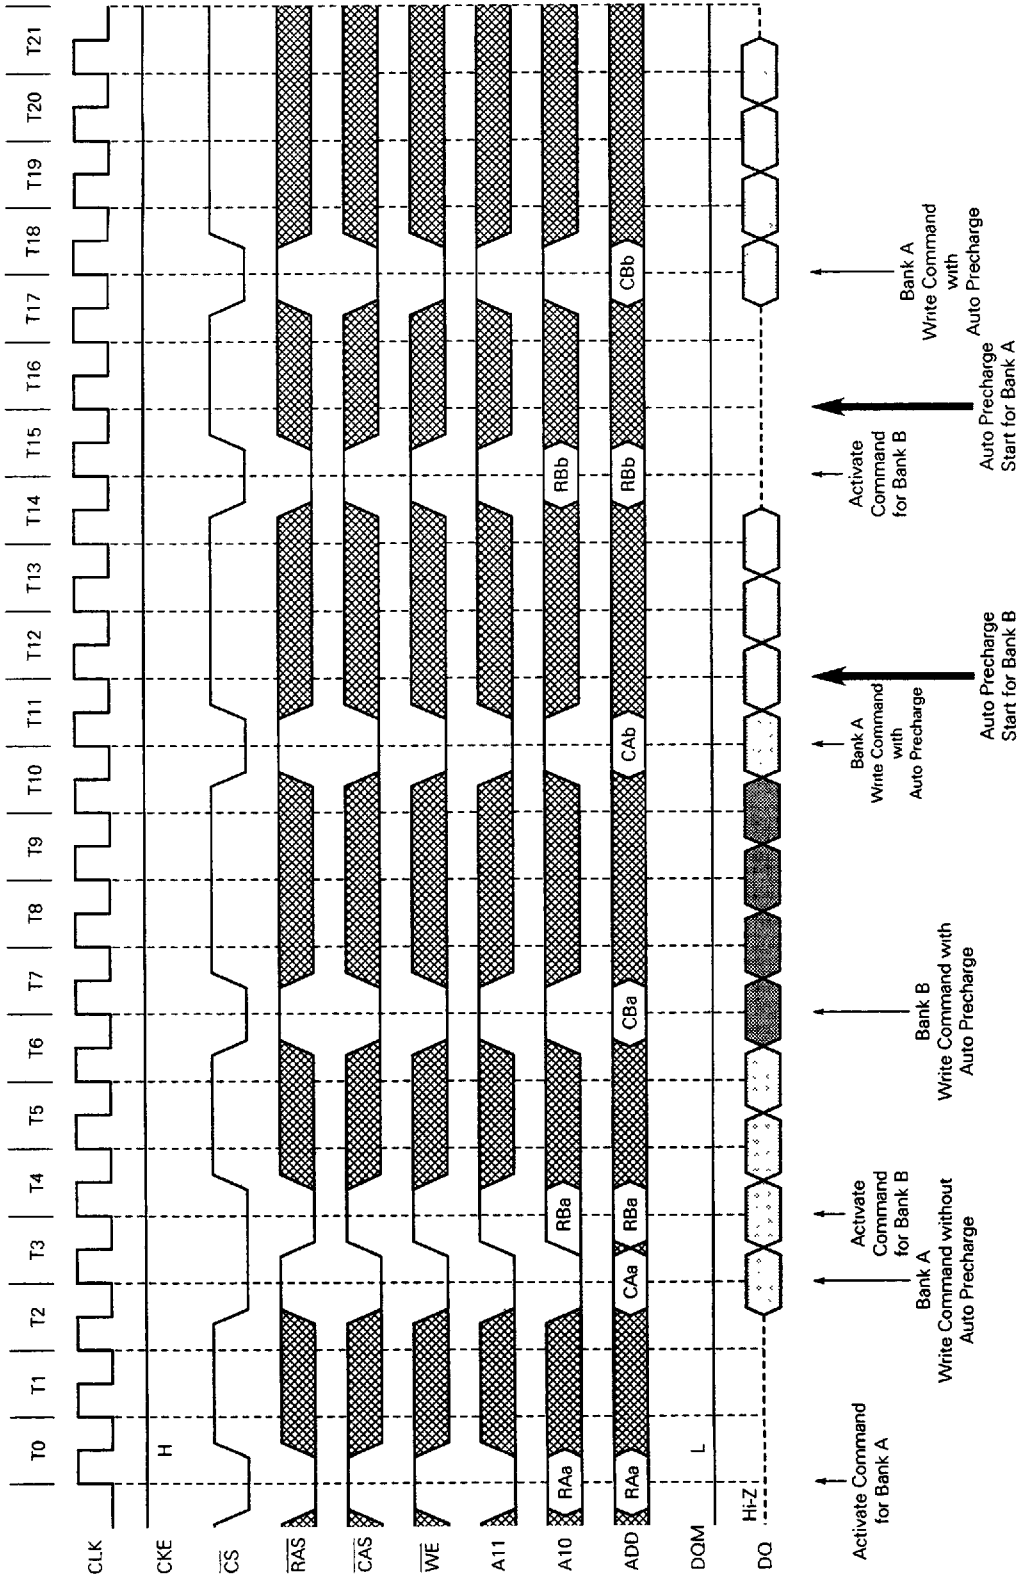 T0 T1 T2 T3 T4 T5 T6 T7 T8 T9 T10 T11 T12 T13 T14 T15 T16 T17 T18 T19 T20 T21
CLK
CKE H
CS
RAS
CAS
WE
A11
A10 RAa RBa RBb
ADD RAa CAa RBa CBa CAb RBb CBb
DQM L
DQ Hi-Z
Activate Command
for Bank A
Bank A
Write Command without
Auto Precharge
Activate
Command
for Bank B
Bank B
Write Command with
Auto Precharge
Bank A
Write Command
with
Auto Precharge
Auto Precharge
Start for Bank B
Activate
Command
for Bank B
Auto Precharge
Start for Bank A
Bank A
Write Command
with
Auto Precharge